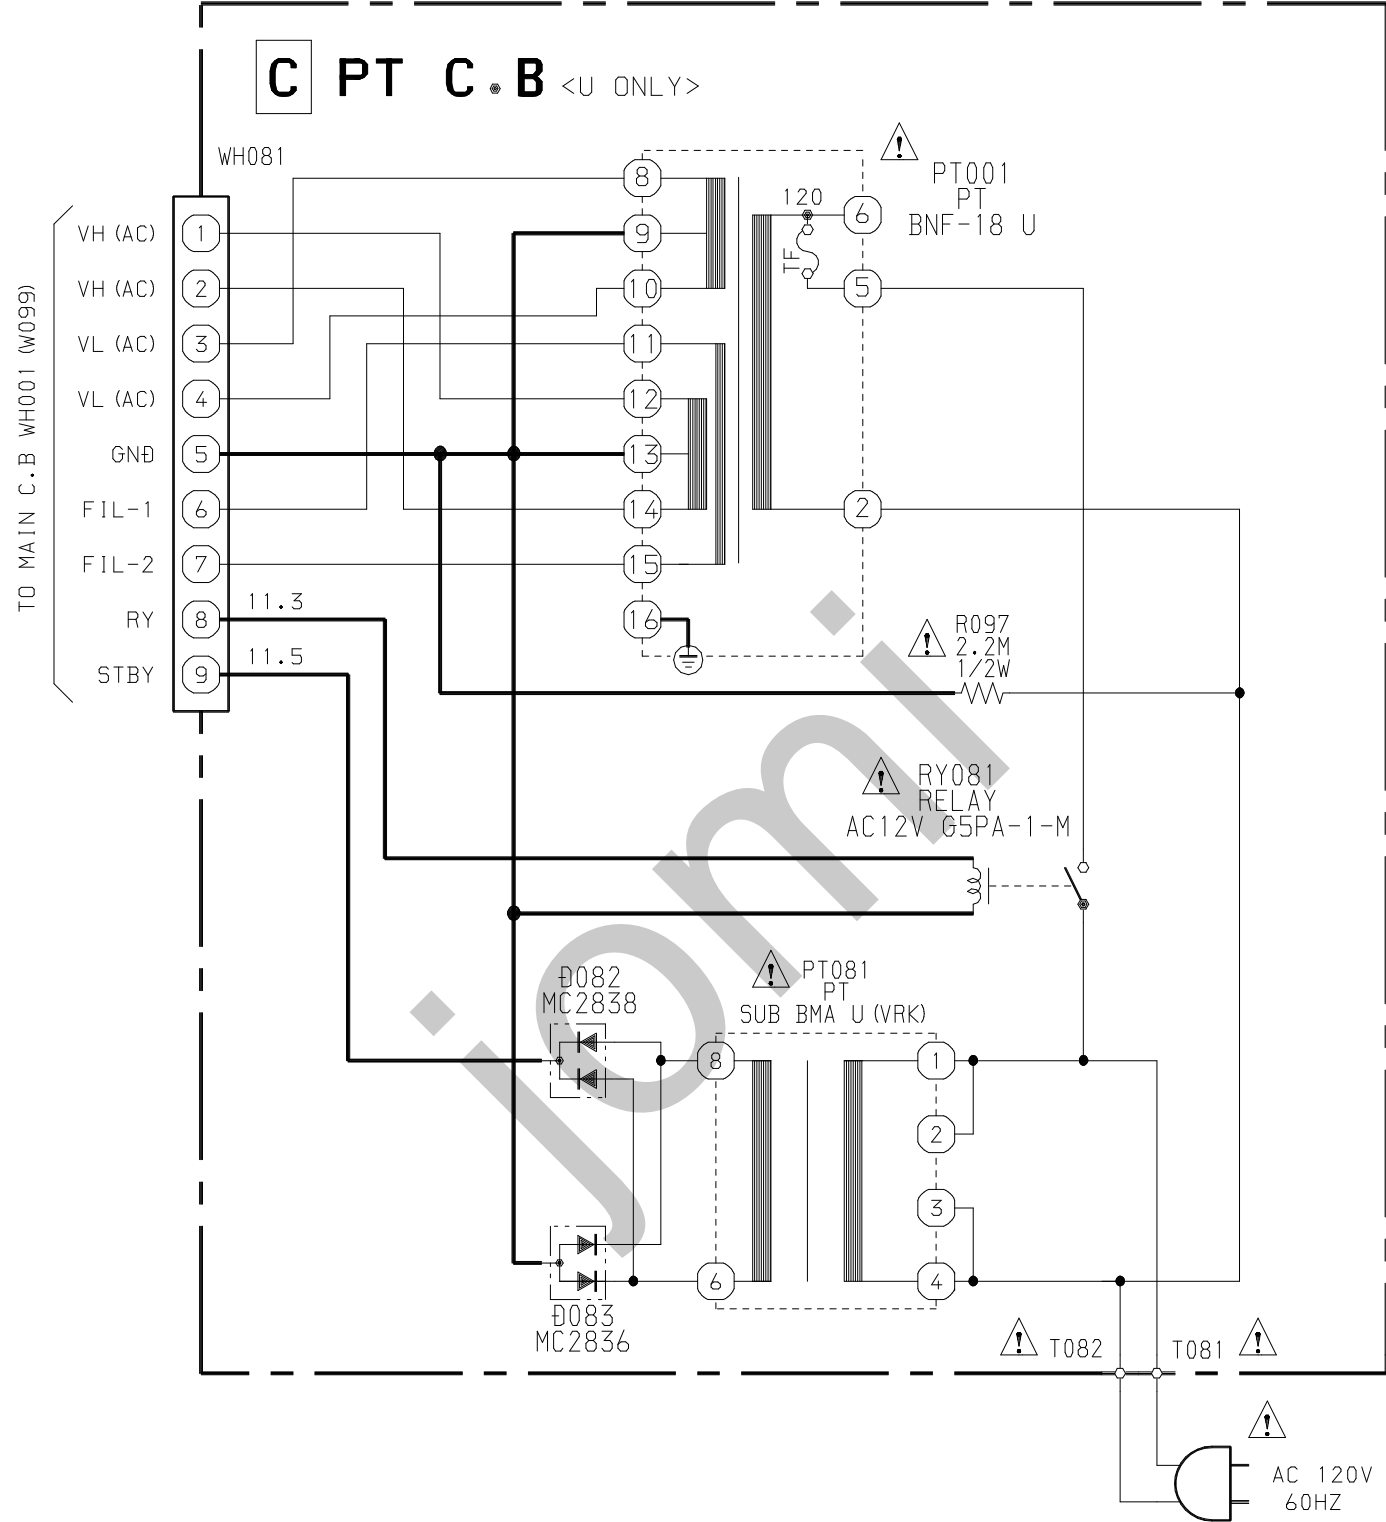 C PT C.B <U ONLY>
WH081
TO MAIN C.B WH001 (W099)
VH (AC) 1
VH (AC) 2
VL (AC) 3
VL (AC) 4
GND 5
FIL-1 6
FIL-2 7
RY 8
STBY 9
11.3
11.5
8
9
10
11
12
13
14
15
16
120
TF
6
5
2
!
PT001
PT
BNF-18 U
!
R097
2.2M
1/2W
!
RY081
RELAY
AC12V G5PA-1-M
D082
MC2838
!
PT081
PT
SUB BMA U (VRK)
8
6
1
2
3
4
D083
MC2836
!
T082
T081
!
!
AC 120V
60HZ
jomi